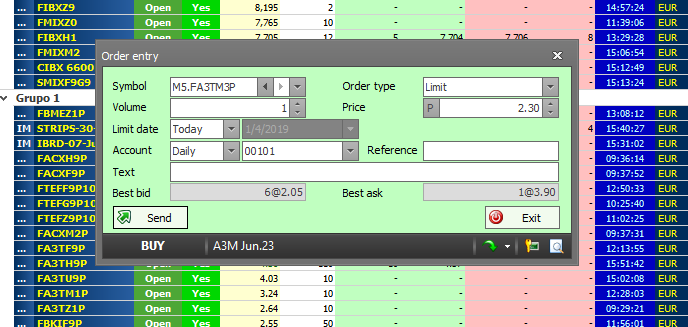 ... FIBXZ9 Open Yes 8,195 2 - - - - 14:57:24 EUR
... FMIXZ0 Open Yes 7,765 10 - - - - 11:39:06 EUR
... FIBXH1 Open Yes 7,705 12 5 7,704 7,706 8 13:29:28 EUR
... FMIXM2 - 15:06:54 EUR
... CIBX 6600 - 15:12:49 EUR
... SMIXF9G9 - 15:13:24 EUR
Grupo 1
... FBMEZ1P - 13:08:12 EUR
IM STRIPS-30- 4 15:40:27 EUR
IM IBRD-07-Ju 15:31:02 EUR
... FACXH9P - 09:36:14 EUR
... FACXF9P - 09:37:52 EUR
... FTEFF9P10 - 12:50:33 EUR
... FTEFG9P10 - 10:25:40 EUR
... FTEFZ9P10 - 11:02:25 EUR
... FACXM2P - 09:37:31 EUR
... FA3TF9P - 12:13:55 EUR
... FA3TH9P - 15:51:42 EUR
... FA3TU9P Open Yes 4.03 10 - - - - 15:02:08 EUR
... FA3TM1P Open Yes 3.24 10 - - - - 12:28:03 EUR
... FA3TZ1P Open Yes 2.64 10 - - - - 09:29:21 EUR
... FBKIF9P Open Yes 2.55 50 - - - - 11:56:01 EUR
Order entry
Symbol M5.FA3TM3P Order type Limit
Volume 1 Price P 2.30
Limit date Today 1/4/2019
Account Daily 00101 Reference
Text
Best bid 6@2.05 Best ask 1@3.90
Send Exit
BUY A3M Jun.23